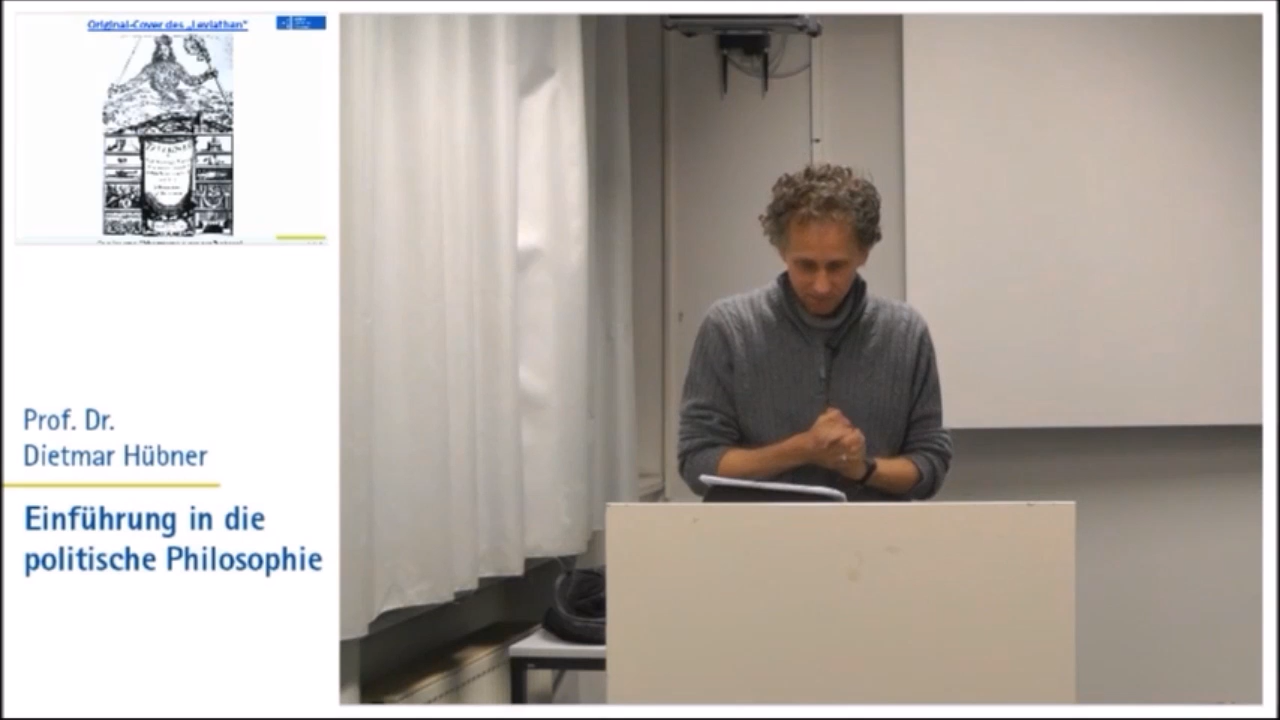 Original-Cover des „Leviathan"
Prof. Dr.
Dietmar Hübner
Einführung in die
politische Philosophie